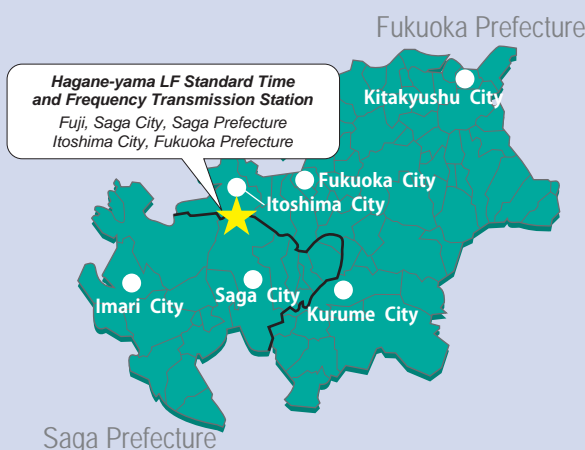 Fukuoka Prefecture
Hagane-yama LF Standard Time
and Frequency Transmission Station
Fuji, Saga City, Saga Prefecture
Itoshima City, Fukuoka Prefecture
Kitakyushu City
Fukuoka City
Itoshima City
Imari City
Saga City
Kurume City
Saga Prefecture